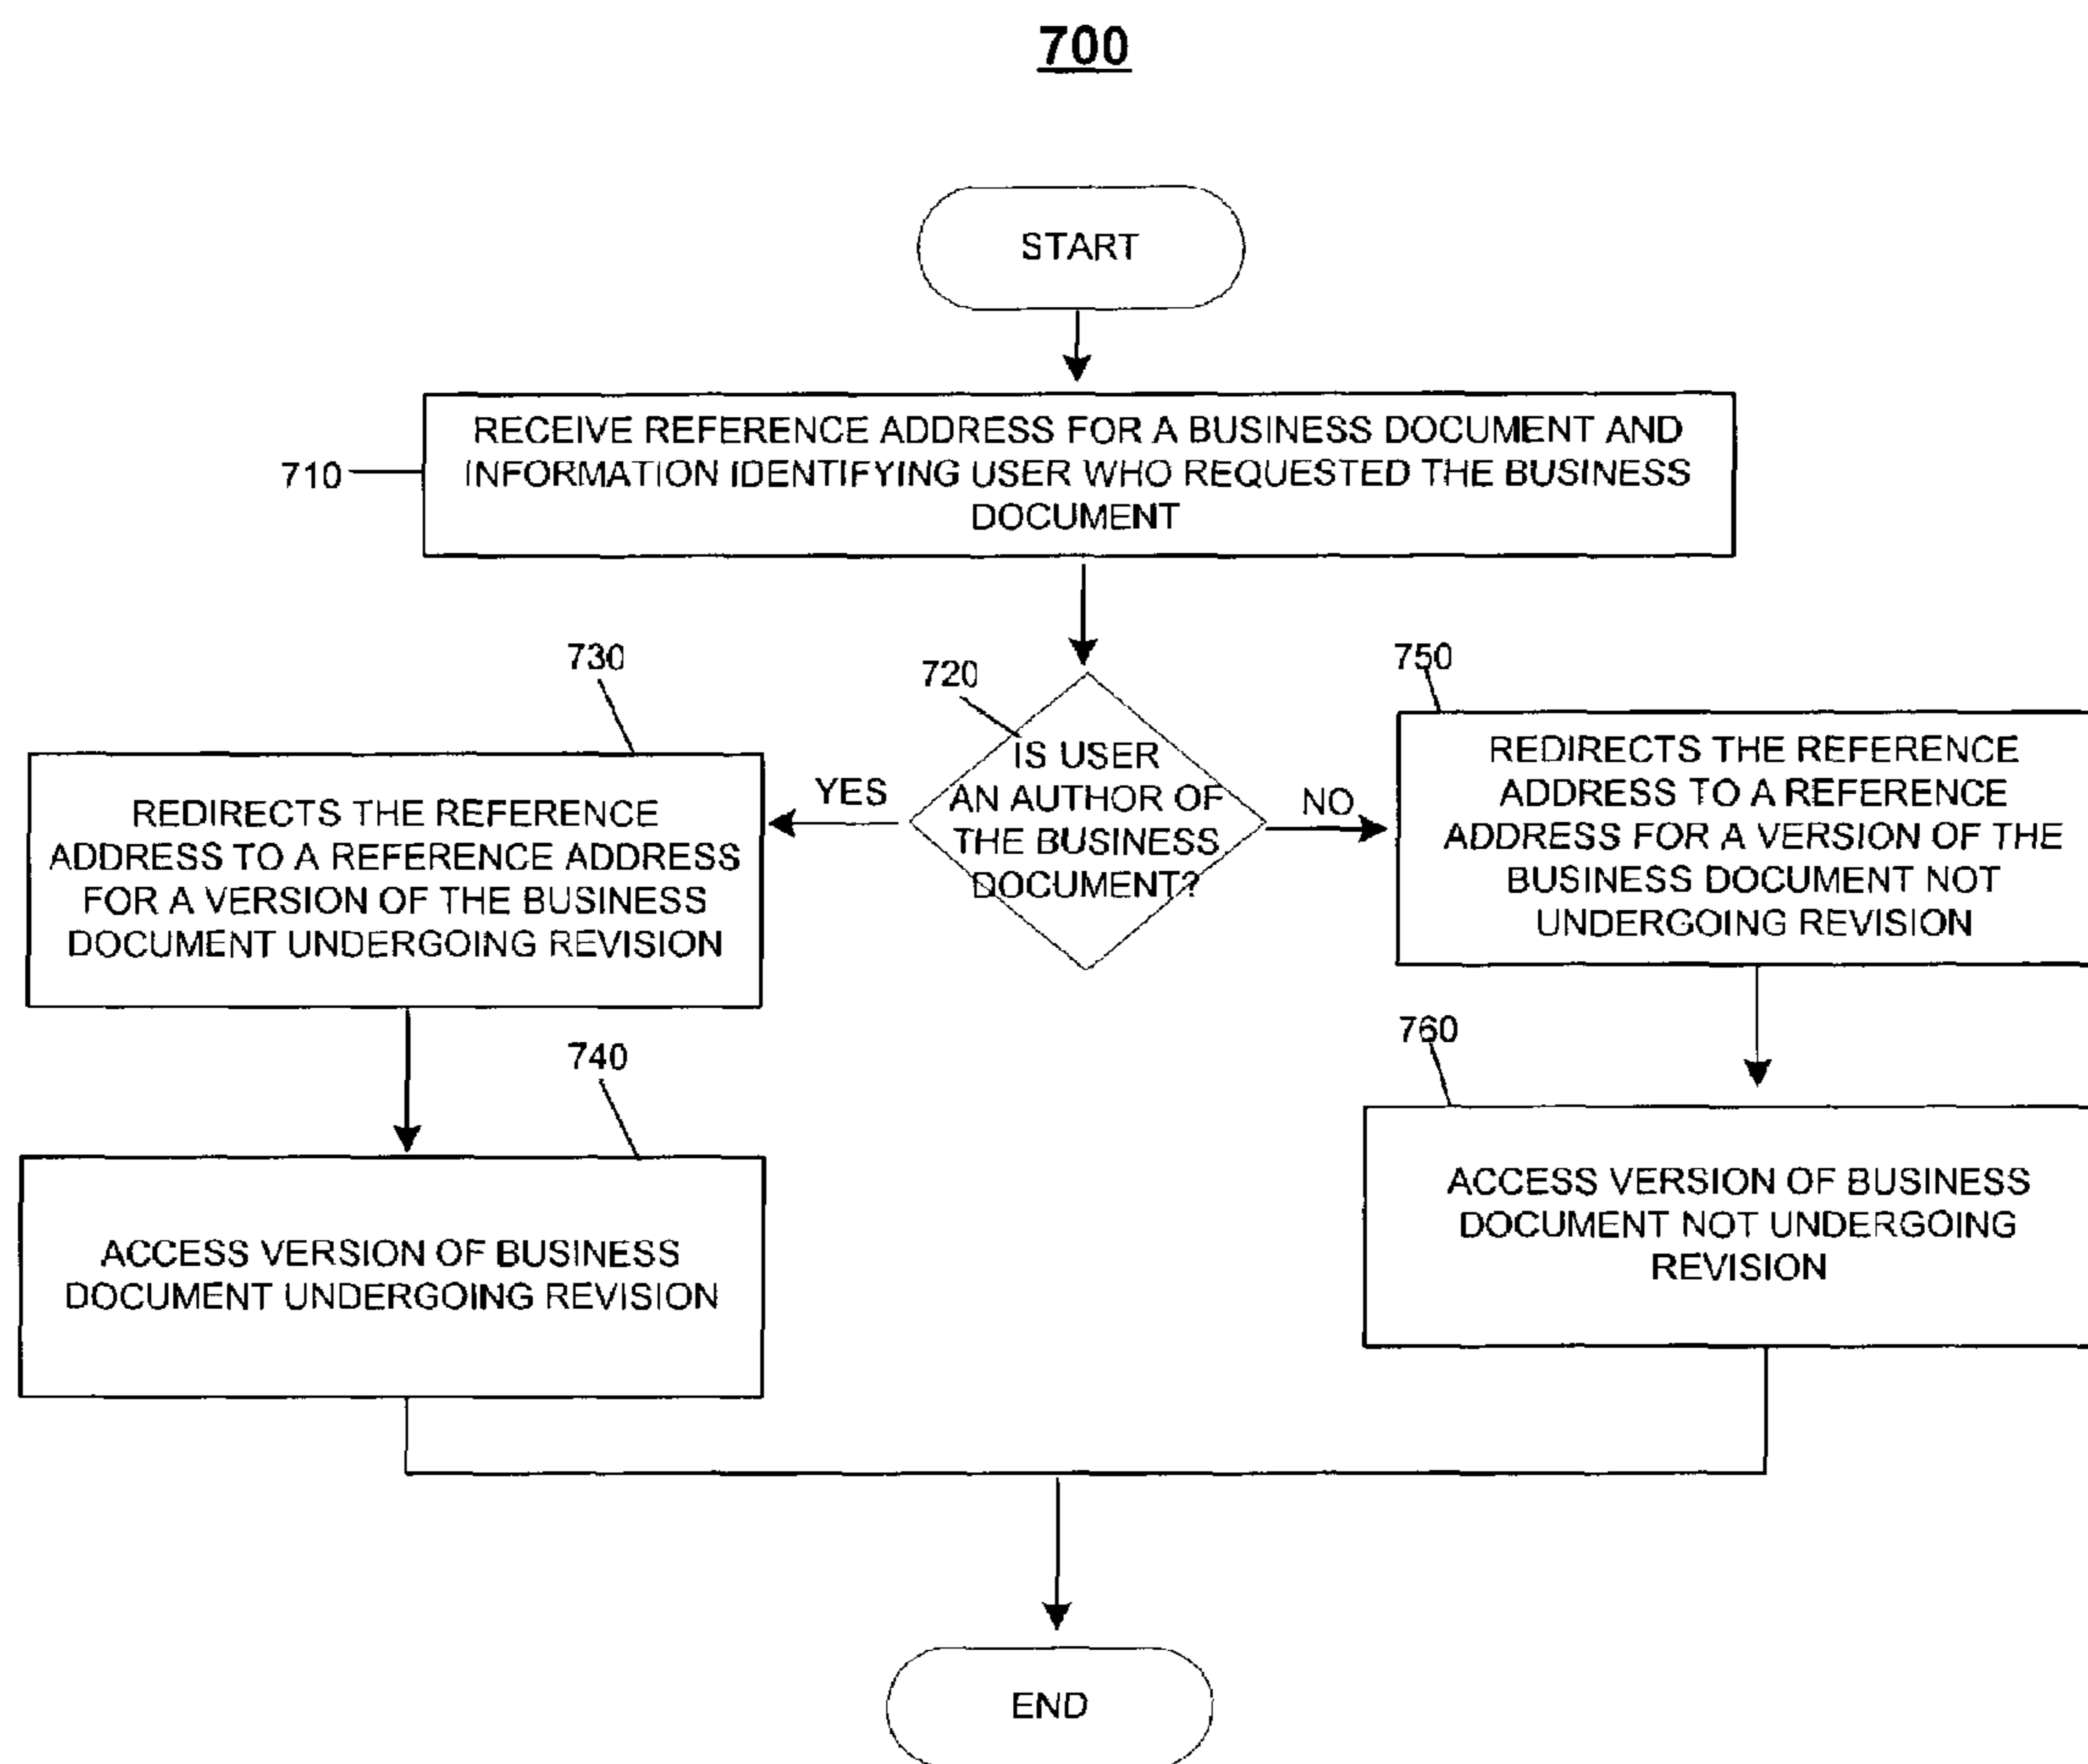 700
START
710
RECEIVE REFERENCE ADDRESS FOR A BUSINESS DOCUMENT AND
INFORMATION IDENTIFYING USER WHO REQUESTED THE BUSINESS
DOCUMENT
730
REDIRECTS THE REFERENCE
ADDRESS TO A REFERENCE ADDRESS
FOR A VERSION OF THE BUSINESS
DOCUMENT UNDERGOING REVISION
YES
720
IS USER
AN AUTHOR OF
THE BUSINESS
DOCUMENT?
NO
750
REDIRECTS THE REFERENCE
ADDRESS TO A REFERENCE
ADDRESS FOR A VERSION OF THE
BUSINESS DOCUMENT NOT
UNDERGOING REVISION
740
ACCESS VERSION OF BUSINESS
DOCUMENT UNDERGOING REVISION
760
ACCESS VERSION OF BUSINESS
DOCUMENT NOT UNDERGOING
REVISION
END